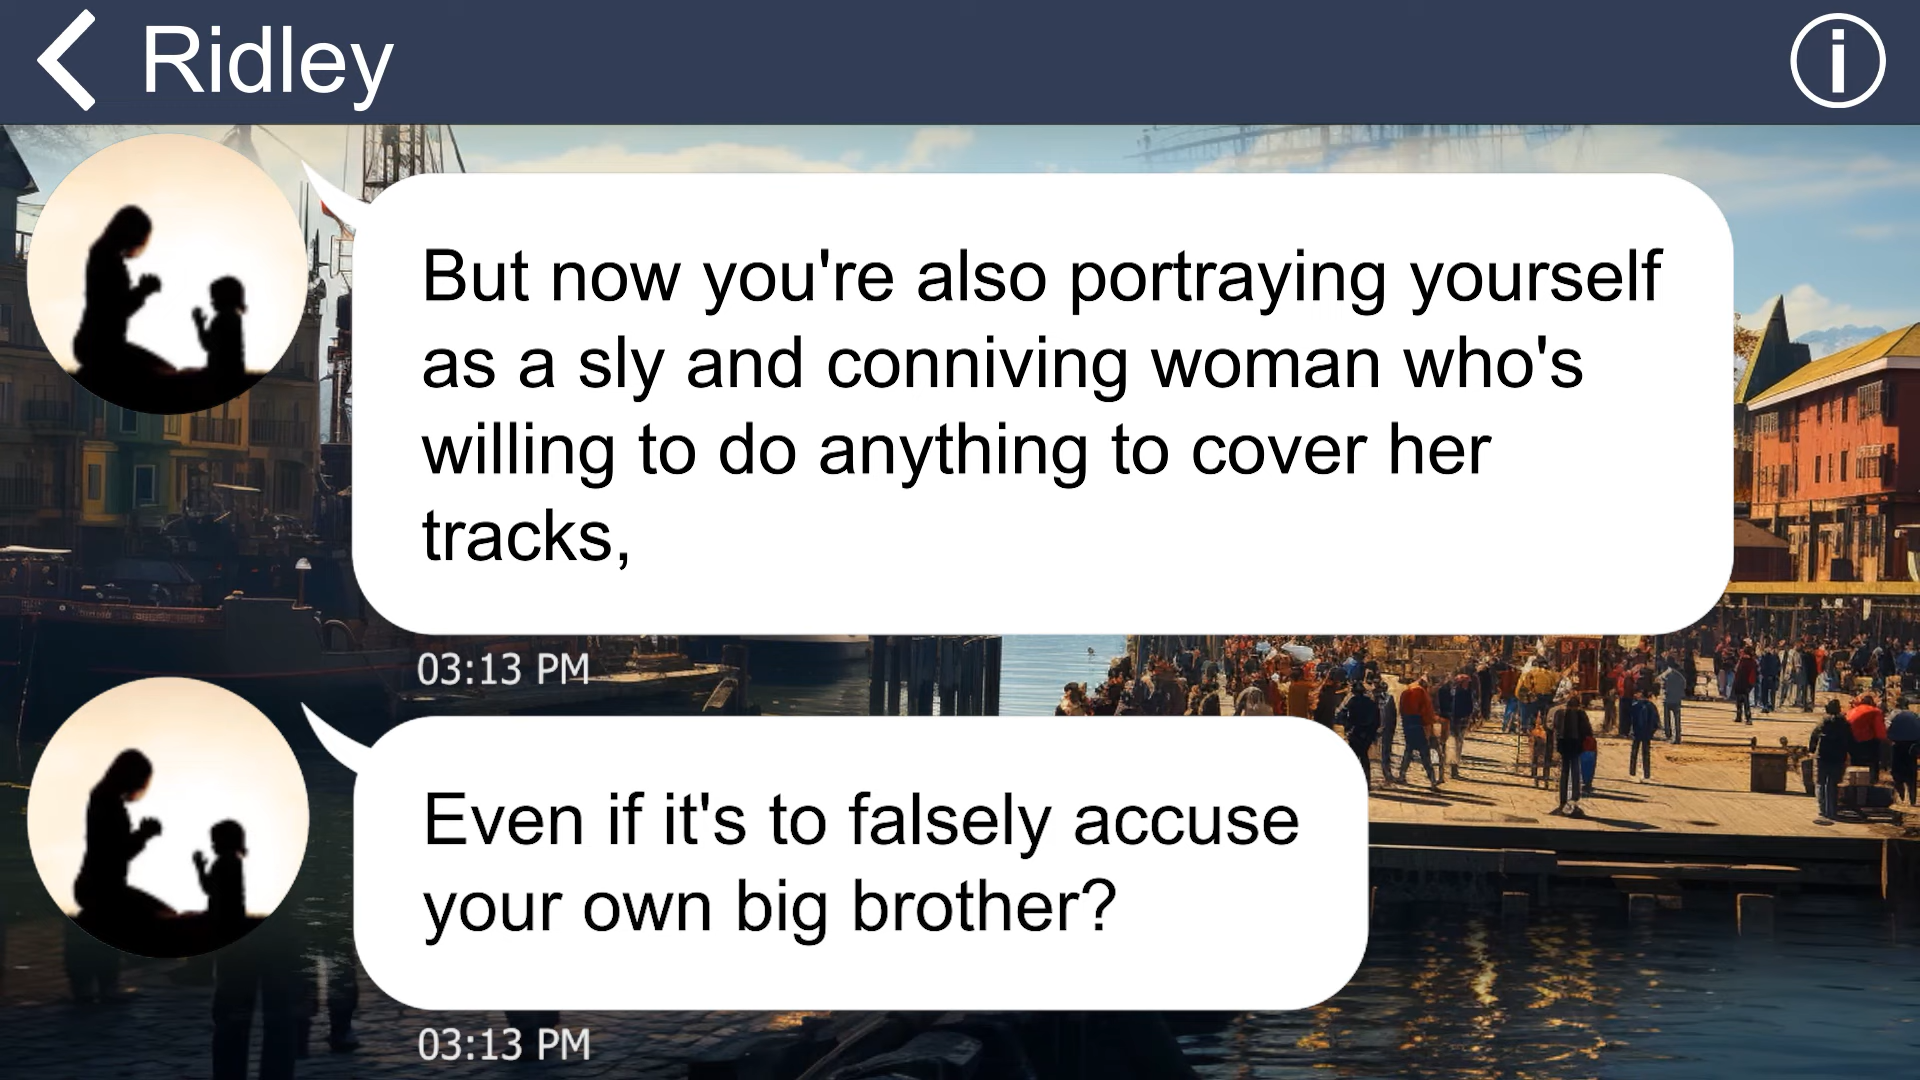 Ridley
But now you're also portraying yourself
as a sly and conniving woman who's
willing to do anything to cover her
tracks,
03:13 PM
Even if it's to falsely accuse
your own big brother?
03:13 PM